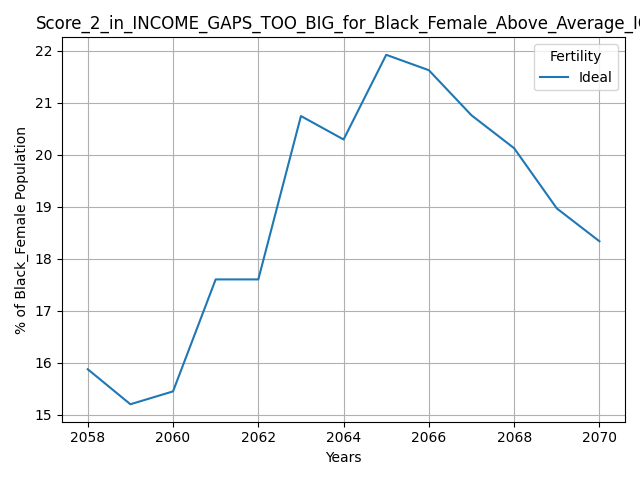 Score_2_in_INCOME_GAPS_TOO_BIG_for_Black_Female_Above_Average_I
Fertility
Ideal
22
21
20
19
18
17
16
15
% of Black_Female Population
2058 2060 2062 2064 2066 2068 2070
Years